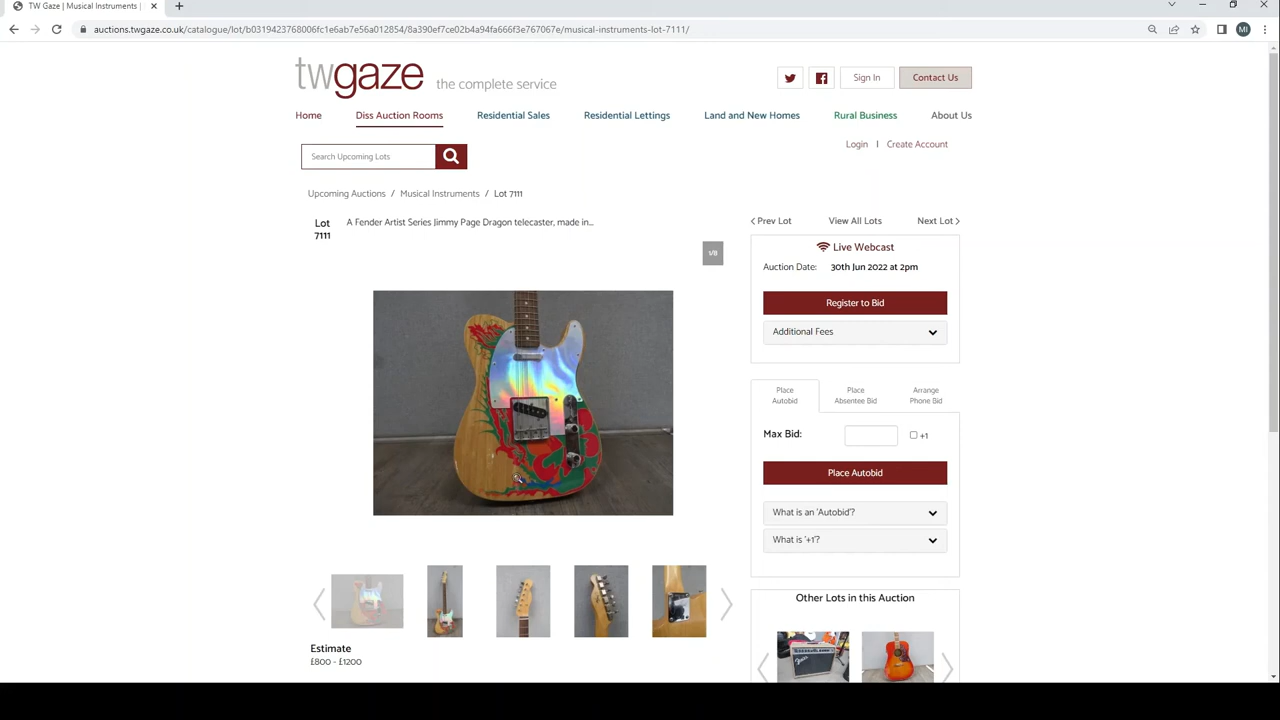 TW Gaze | Musical Instruments |
auctions.twgaze.co.uk/catalogue/lot/b0319423768006fc1e6ab7e56a012854/8a390ef7ce02b4a94fa666f3e767067e/musical-instruments-lot-7111/
MI
twgaze the complete service
Sign In
Contact Us
Home
Diss Auction Rooms
Residential Sales
Residential Lettings
Land and New Homes
Rural Business
About Us
Search Upcoming Lots
Login | Create Account
Upcoming Auctions / Musical Instruments / Lot 7111
Lot
7111
A Fender Artist Series Jimmy Page Dragon telecaster, made in...
1/8
Prev Lot
View All Lots
Next Lot
Live Webcast
Auction Date: 30th Jun 2022 at 2pm
Register to Bid
Additional Fees
Place
Autobid
Place
Absentee Bid
Arrange
Phone Bid
Max Bid:
+1
Place Autobid
What is an 'Autobid'?
What is '+1'?
Other Lots in this Auction
Fender
Estimate
£800 - £1200